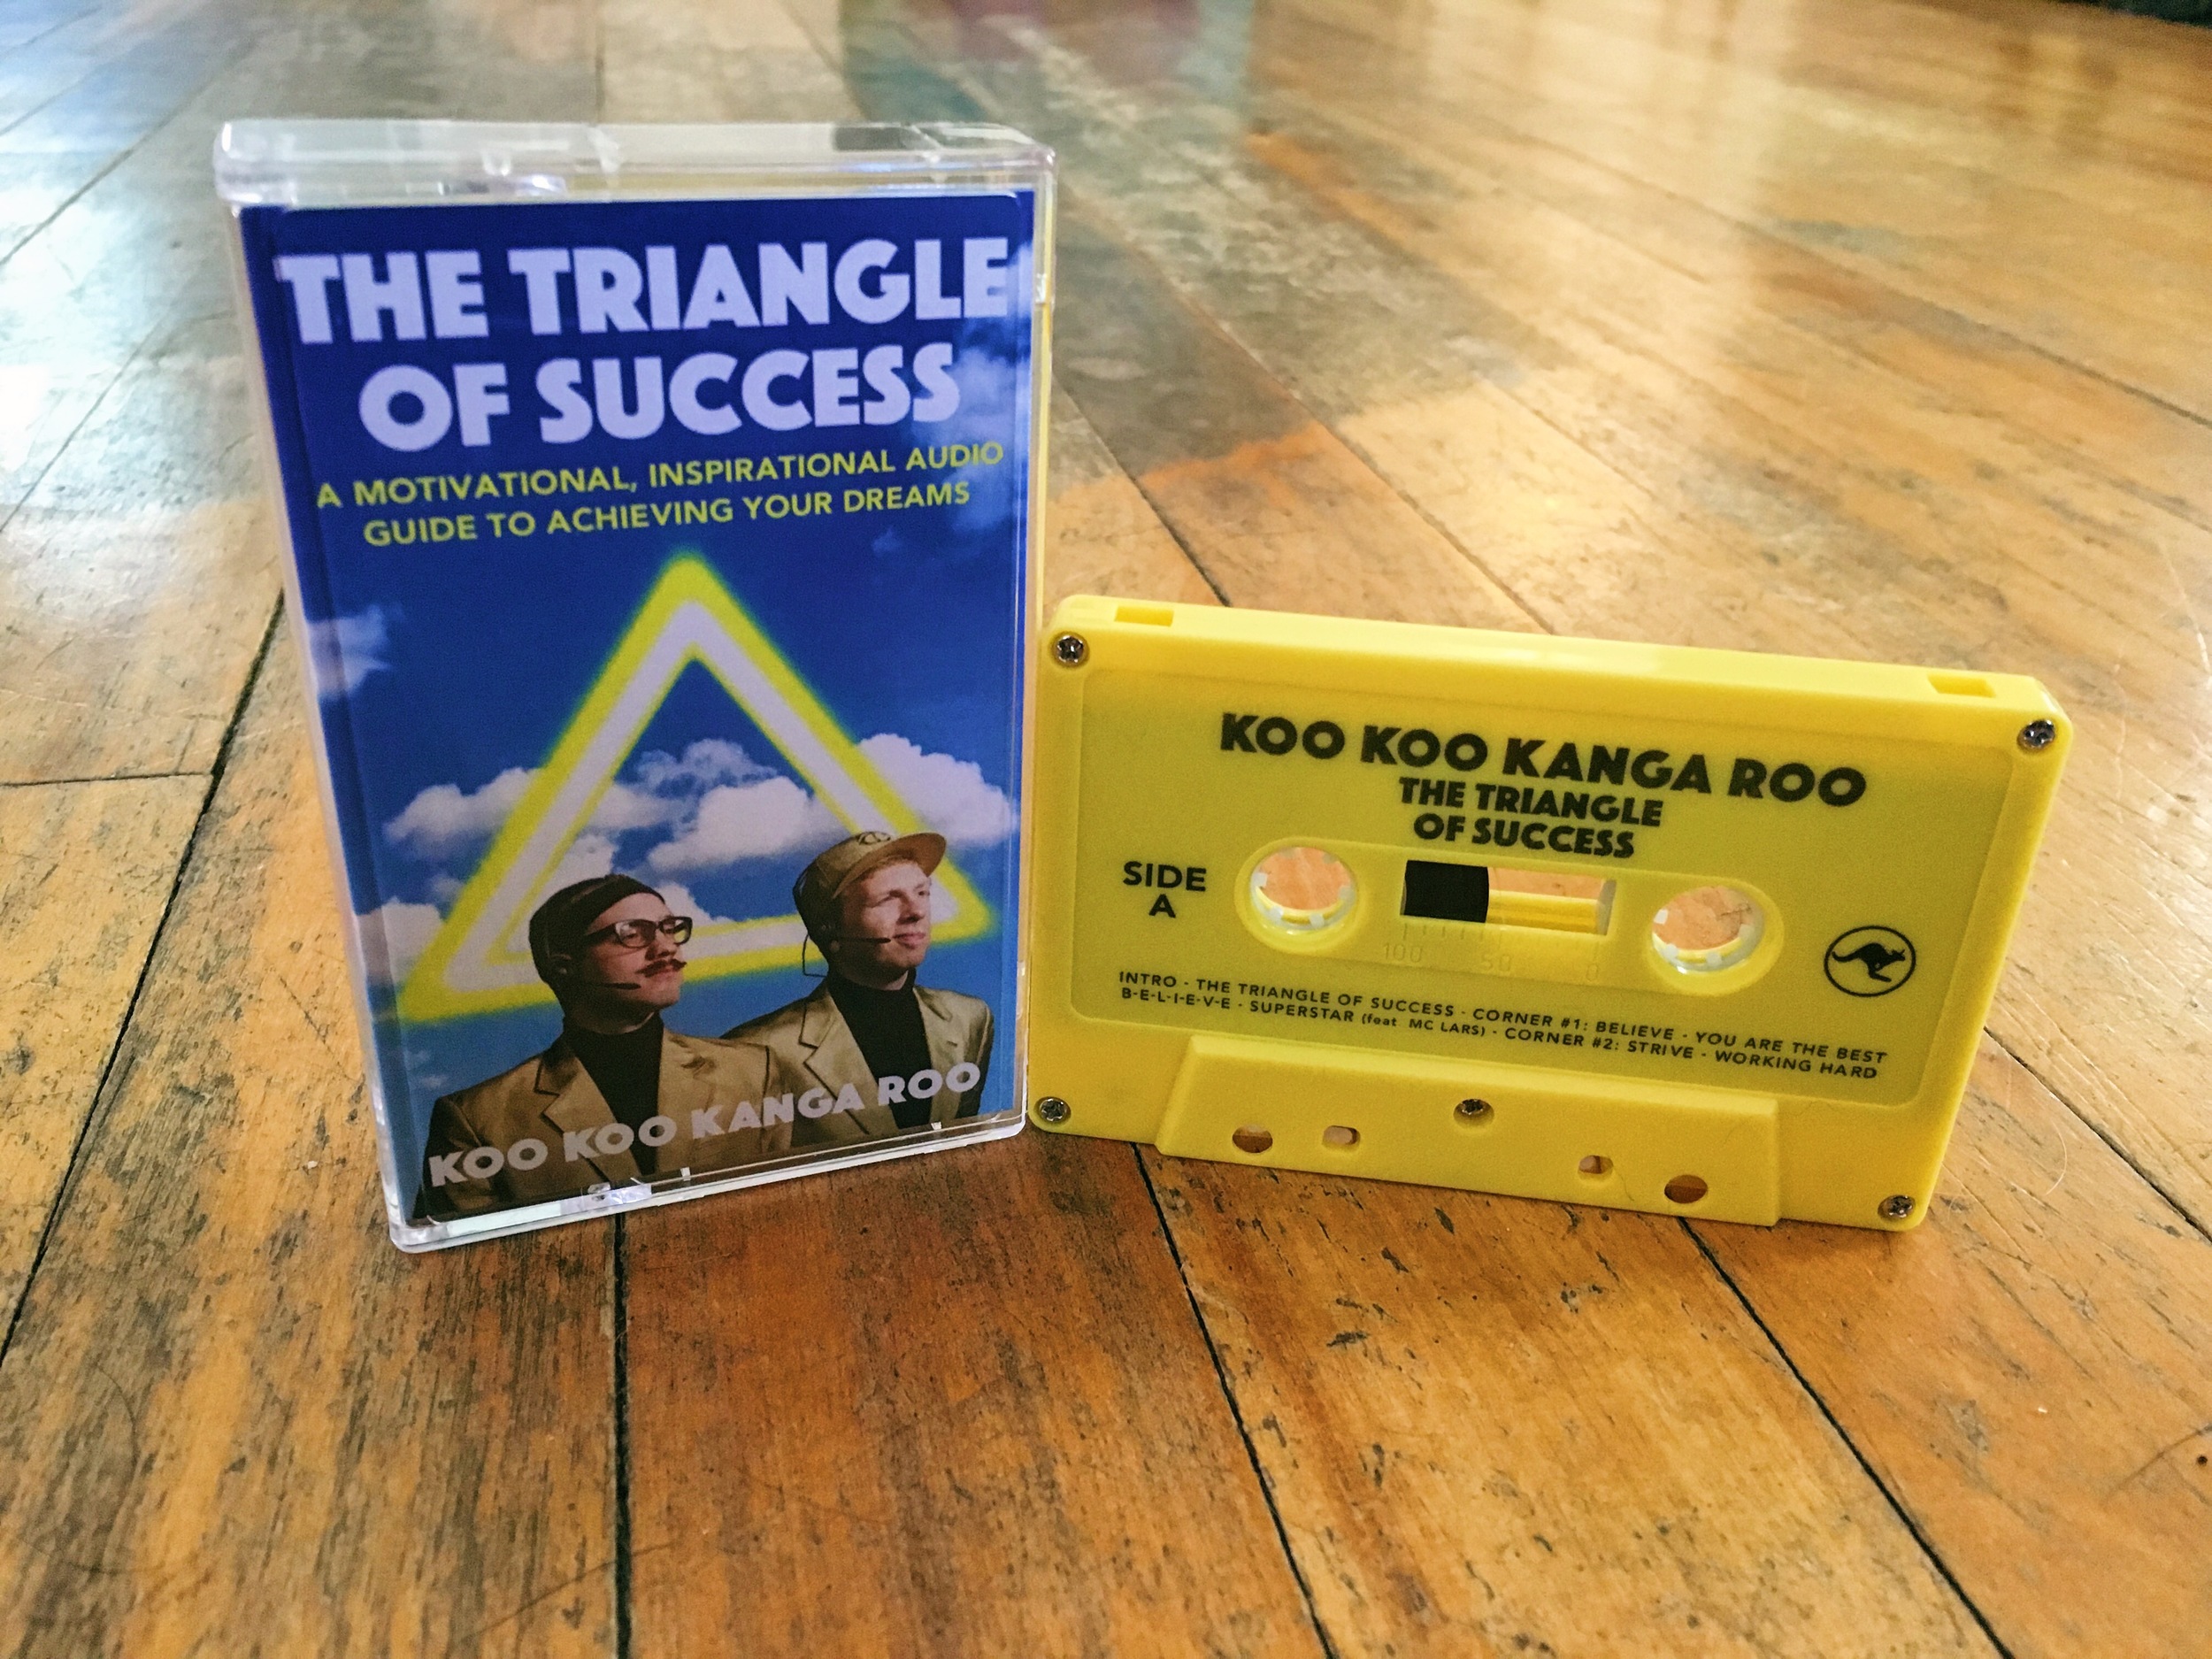 THE TRIANGLE
OF SUCCESS
A MOTIVATIONAL, INSPIRATIONAL AUDIO
GUIDE TO ACHIEVING YOUR DREAMS
KOO KOO KANGA ROO
KOO KOO KANGA ROO
THE TRIANGLE
OF SUCCESS
SIDE
A
100 50 0
INTRO - THE TRIANGLE OF SUCCESS - CORNER #1: BELIEVE - YOU ARE THE BEST
B-E-L-I-E-V-E - SUPERSTAR (feat MC LARS) - CORNER #2: STRIVE - WORKING HARD